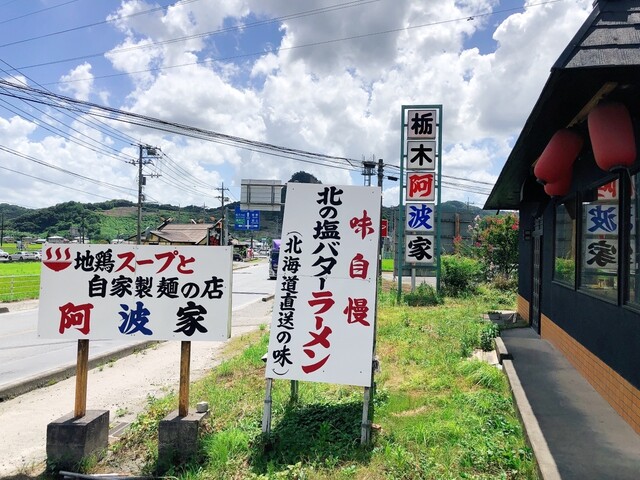 地鶏スープと
自家製麺の店
阿波家
味自慢
北の塩バターラーメン
（北海道直送の味）
栃木阿波家
阿波家